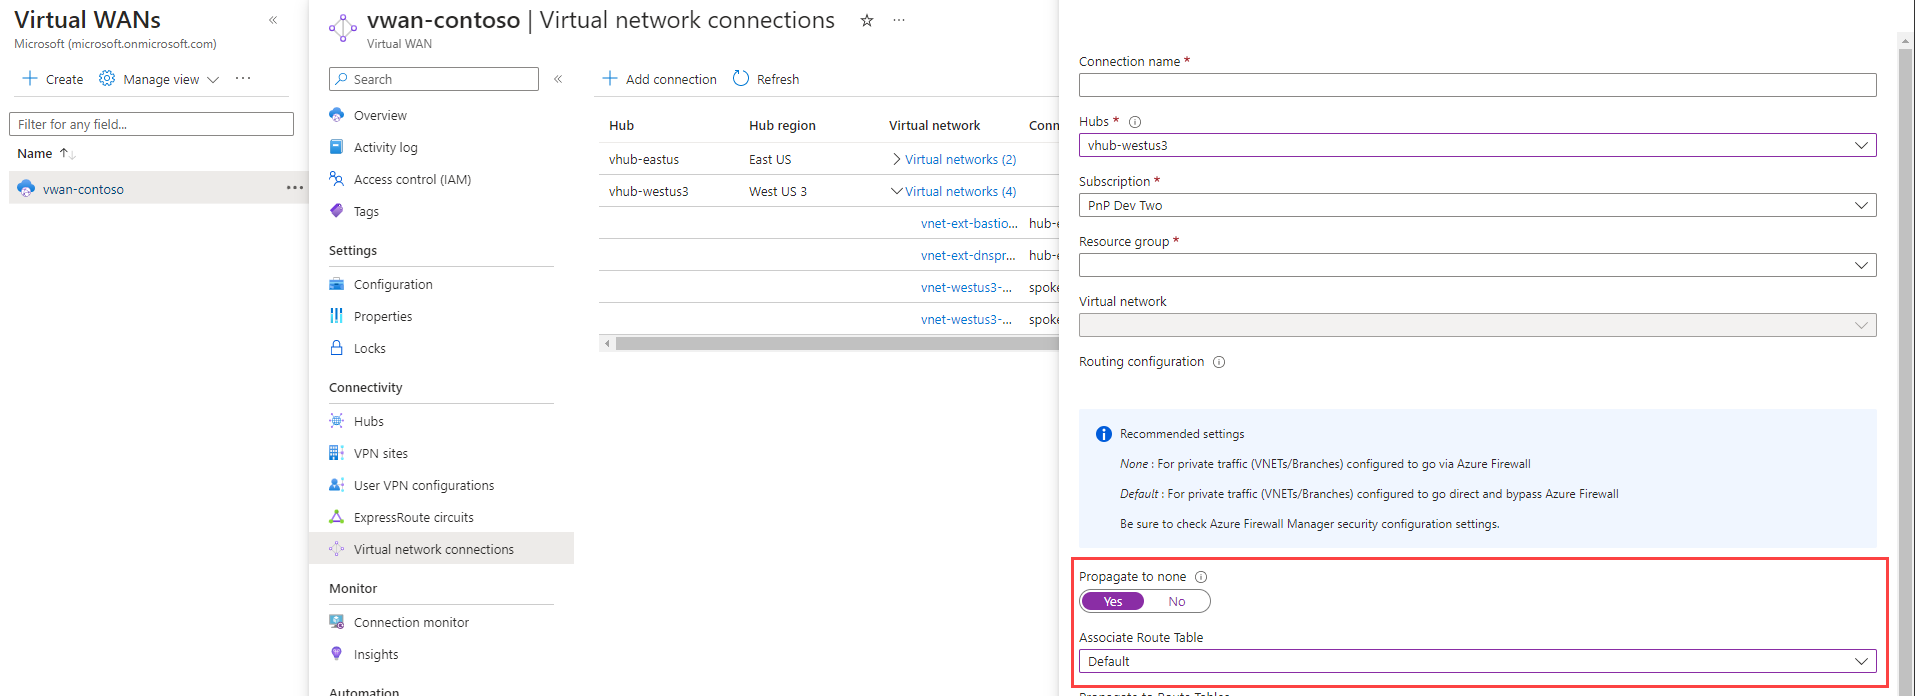 Virtual WANs
Microsoft (microsoft.onmicrosoft.com)
Create
Manage view
Filter for any field...
Name
vwan-contoso
vwan-contoso | Virtual network connections
Virtual WAN
Search
Overview
Activity log
Access control (IAM)
Tags
Settings
Configuration
Properties
Locks
Connectivity
Hubs
VPN sites
User VPN configurations
ExpressRoute circuits
Virtual network connections
Monitor
Connection monitor
Insights
Automation
Add connection
Refresh
Hub Hub region Virtual network Conn
vhub-eastus East US Virtual networks (2)
vhub-westus3 West US 3 Virtual networks (4)
vnet-ext-bastio... hub-e
vnet-ext-dnspr... hub-e
vnet-westus3-... spoke
vnet-westus3-... spoke
Connection name *
Hubs *
vhub-westus3
Subscription *
PnP Dev Two
Resource group *
Virtual network
Routing configuration
Recommended settings
None : For private traffic (VNETs/Branches) configured to go via Azure Firewall
Default : For private traffic (VNETs/Branches) configured to go direct and bypass Azure Firewall
Be sure to check Azure Firewall Manager security configuration settings.
Propagate to none
Yes No
Associate Route Table
Default
Propagate to Route Tables